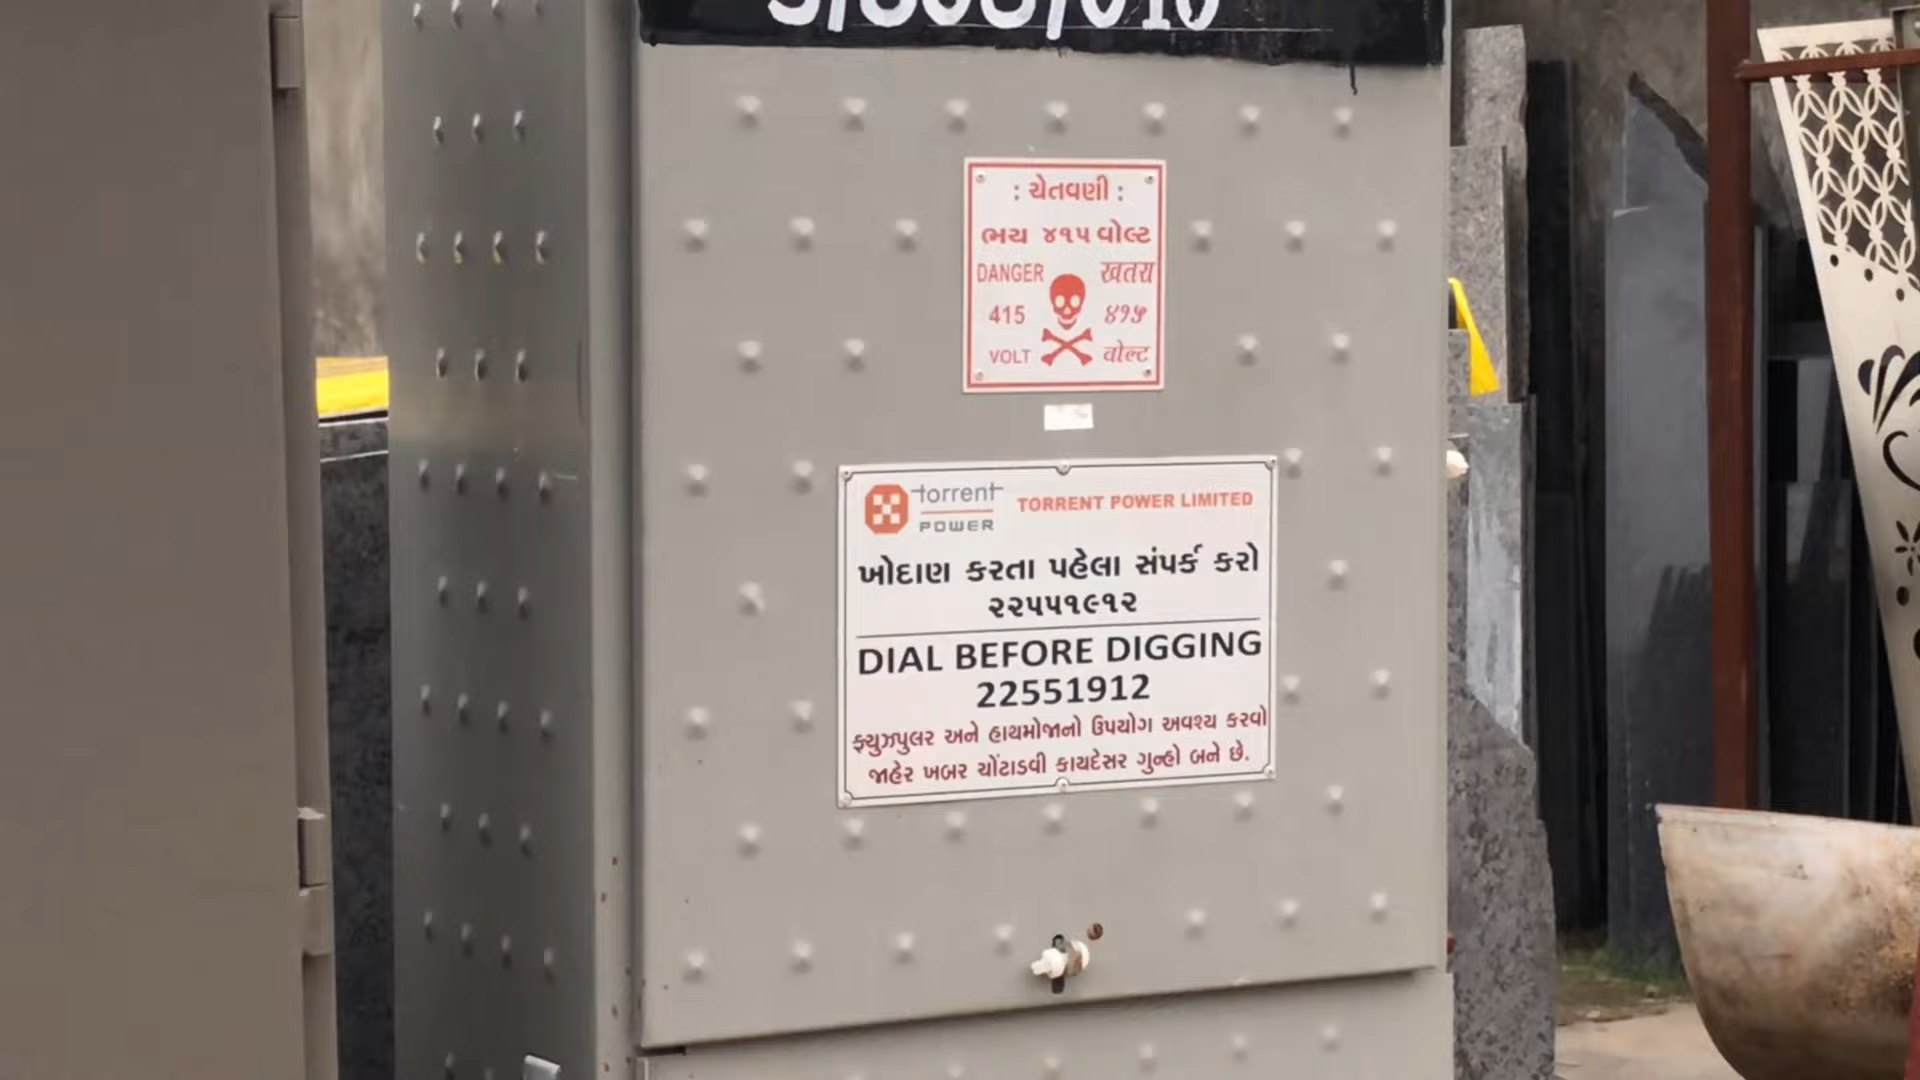 : ચેતવણી :
ભય ૪૧૫ વોલ્ટ
DANGER खतरा
415 ४१५
VOLT वोल्ट
torrent POWER TORRENT POWER LIMITED
ખોદાણ કરતા પહેલા સંપર્ક કરો
૨૨૫૫૧૯૧૨
DIAL BEFORE DIGGING
22551912
ફ્યુઝપુલર અને હાથમોજાનો ઉપયોગ અવશ્ય કરવો
જાહેર ખબર ચોંટાડવી કાયદેસર ગુન્હો બને છે.